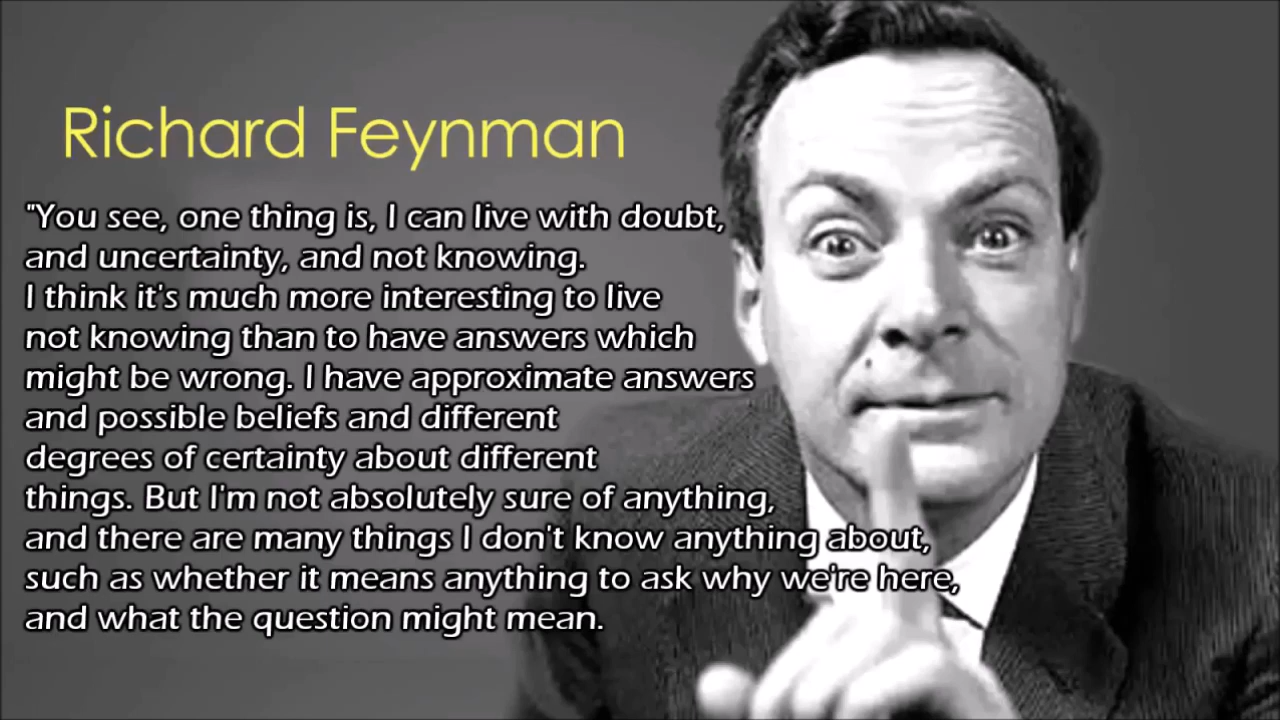 Richard Feynman
"You see, one thing is, I can live with doubt,
and uncertainty, and not knowing.
I think it's much more interesting to live
not knowing than to have answers which
might be wrong. I have approximate answers
and possible beliefs and different
degrees of certainty about different
things. But I'm not absolutely sure of anything,
and there are many things I don't know anything about,
such as whether it means anything to ask why we're here,
and what the question might mean.